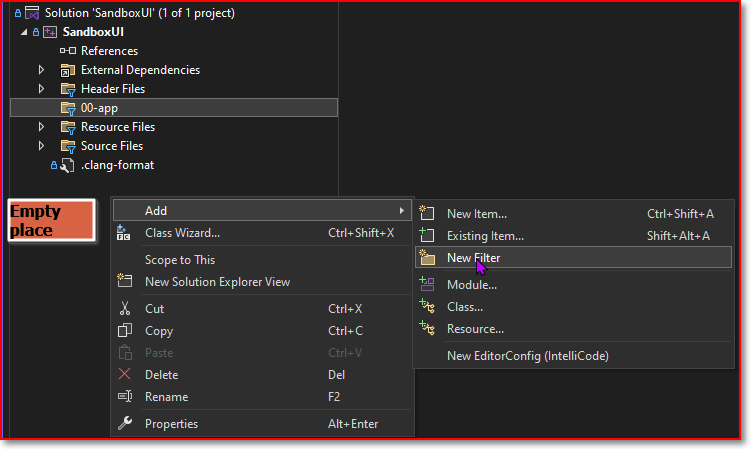 Solution 'SandboxUI' (1 of 1 project)
SandboxUI
References
External Dependencies
Header Files
00-app
Resource Files
Source Files
.clang-format
Empty
place
Add
Class Wizard... Ctrl+Shift+X
Scope to This
New Solution Explorer View
Cut Ctrl+X
Copy Ctrl+C
Paste Ctrl+V
Delete Del
Rename F2
Properties Alt+Enter
New Item... Ctrl+Shift+A
Existing Item... Shift+Alt+A
New Filter
Module...
Class...
Resource...
New EditorConfig (IntelliCode)